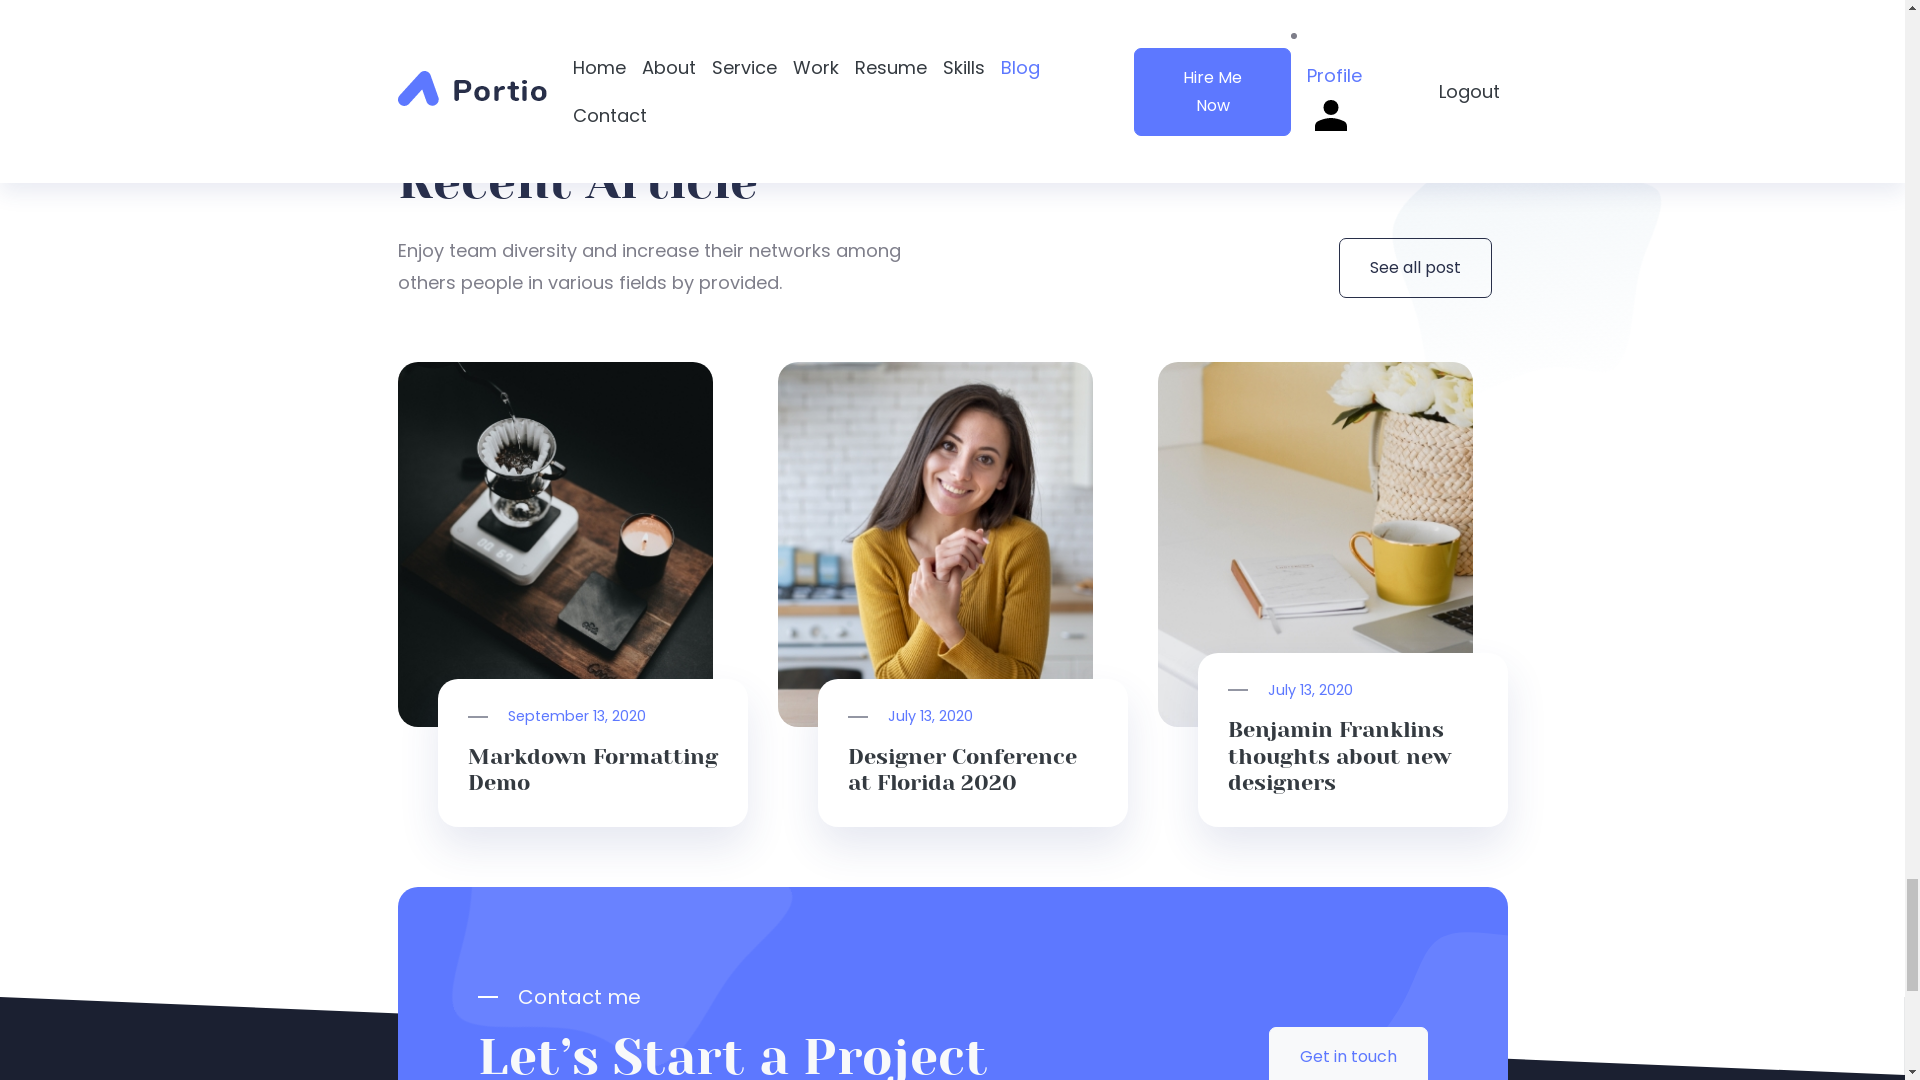 Portio
Home About Service Work Resume Skills Blog
Contact
Hire Me
Now
Profile
Logout
Recent Article
Enjoy team diversity and increase their networks among
others people in various fields by provided.
See all post
September 13, 2020
Markdown Formatting
Demo
July 13, 2020
Designer Conference
at Florida 2020
July 13, 2020
Benjamin Franklins
thoughts about new
designers
Contact me
Let’s Start a Project
Get in touch